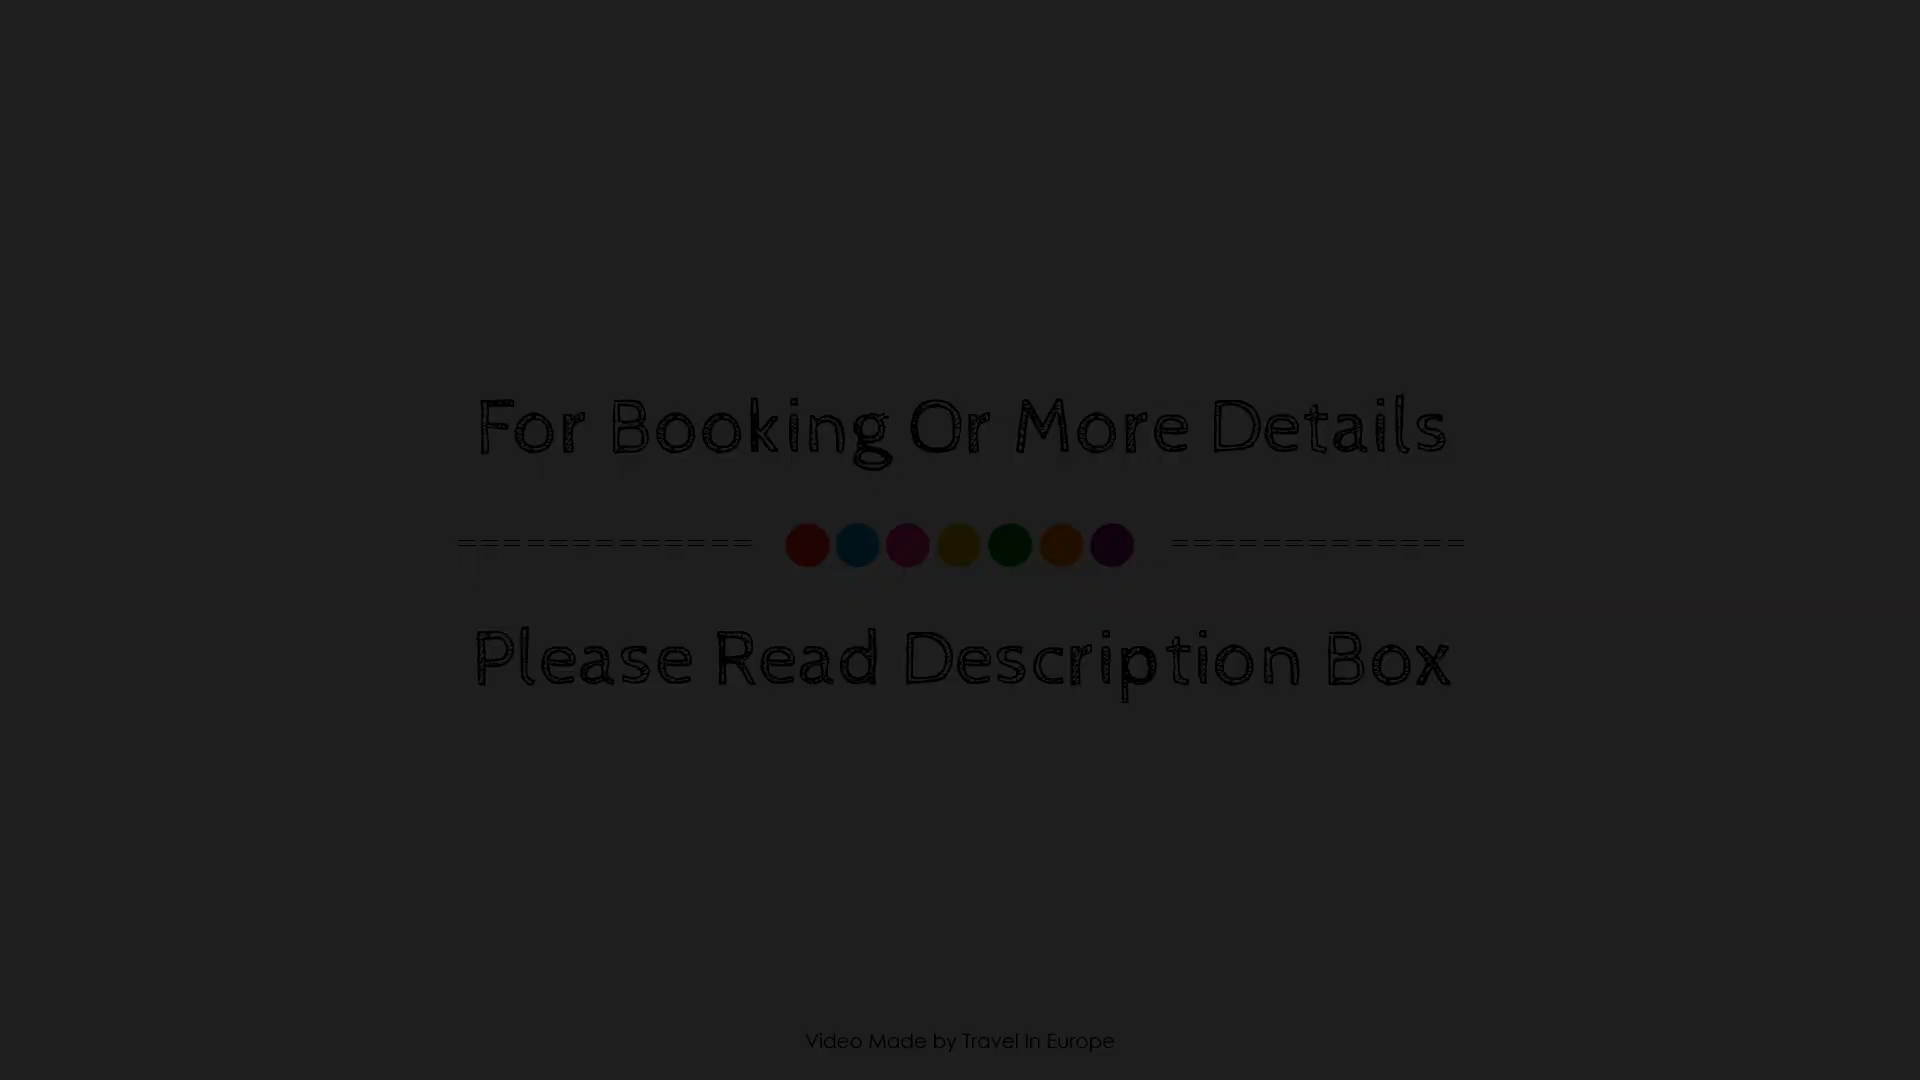 For Booking Or More Details
============= =============
Please Read Description Box
Video Made by Travel In Europe